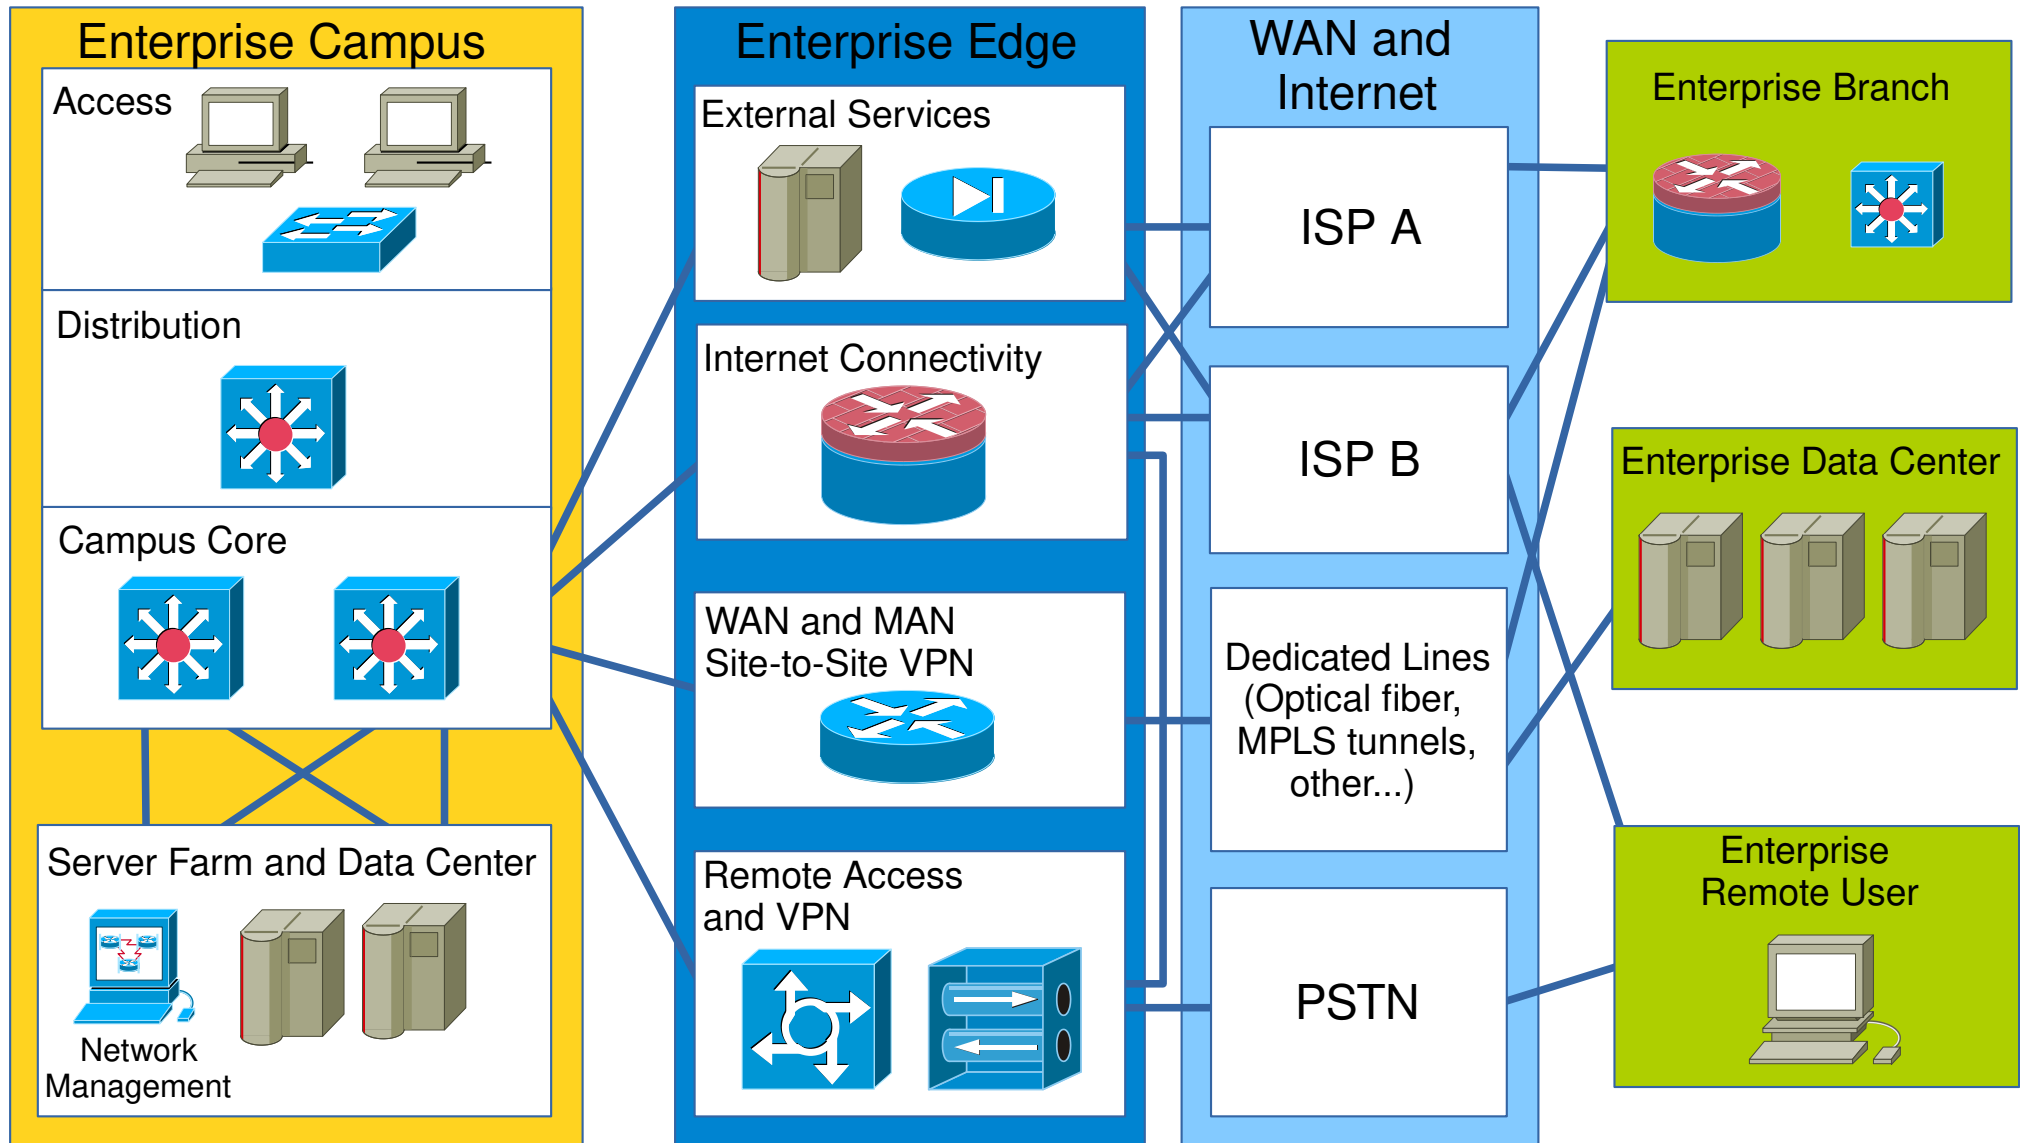 Enterprise Campus
Access
Distribution
Campus Core
Server Farm and Data Center
Network
Management
Enterprise Edge
External Services
Internet Connectivity
WAN and MAN
Site-to-Site VPN
Remote Access
and VPN
WAN and
Internet
ISP A
ISP B
Dedicated Lines
(Optical fiber,
MPLS tunnels,
other...)
PSTN
Enterprise Branch
Enterprise Data Center
Enterprise
Remote User